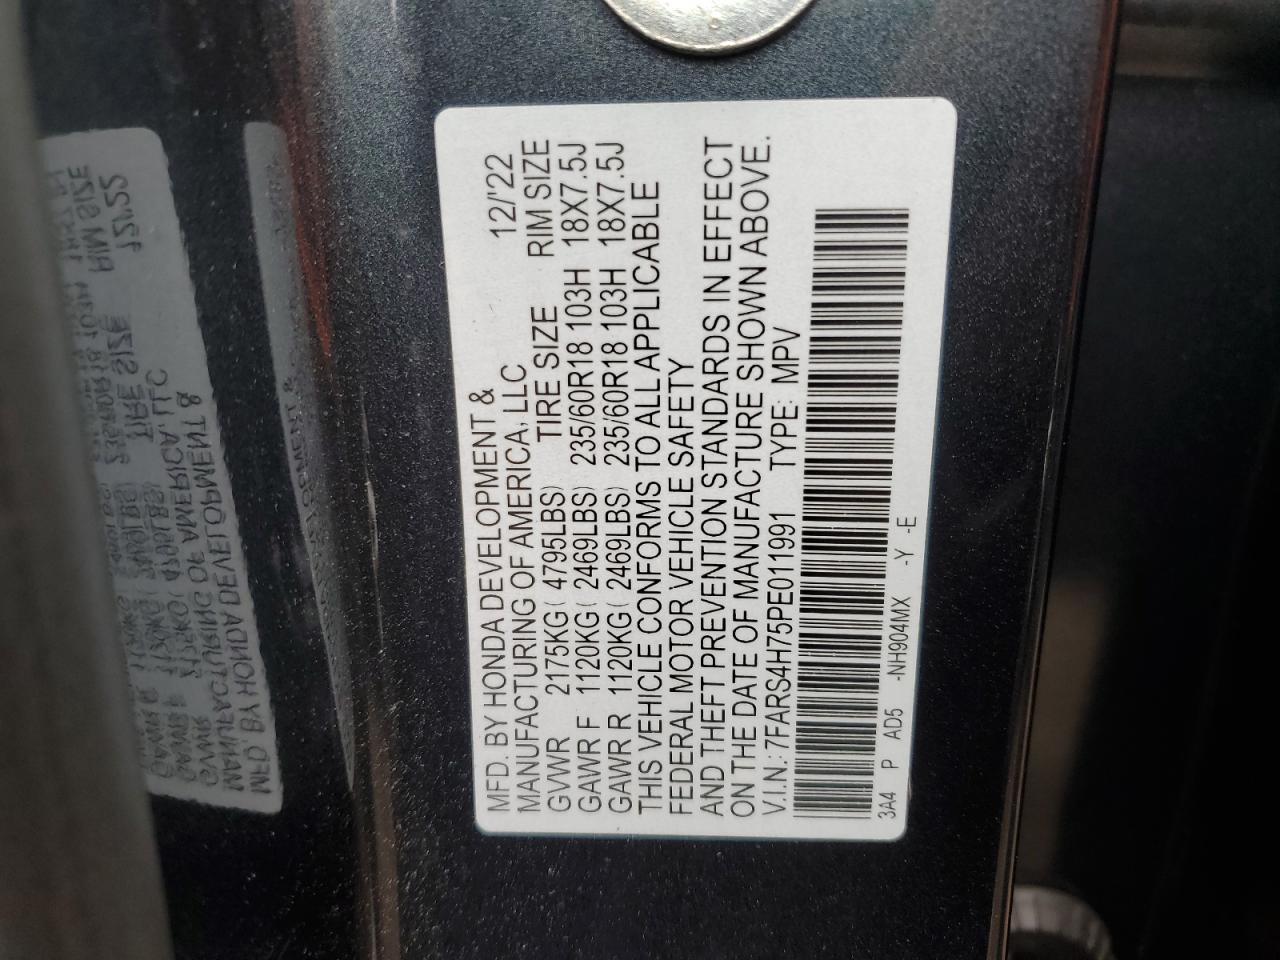 MFD. BY HONDA DEVELOPMENT &
MANUFACTURING OF AMERICA, LLC 12/'22
GVWR 2175KG ( 4795LBS) TIRE SIZE RIM SIZE
GAWR F 1120KG ( 2469LBS) 235/60R18 103H 18X7.5J
GAWR R 1120KG ( 2469LBS) 235/60R18 103H 18X7.5J
THIS VEHICLE CONFORMS TO ALL APPLICABLE
FEDERAL MOTOR VEHICLE SAFETY
AND THEFT PREVENTION STANDARDS IN EFFECT
ON THE DATE OF MANUFACTURE SHOWN ABOVE.
V.I.N.: 7FARS4H75PE011991 TYPE: MPV
3A4 P AD5 -NH904MX -Y -E